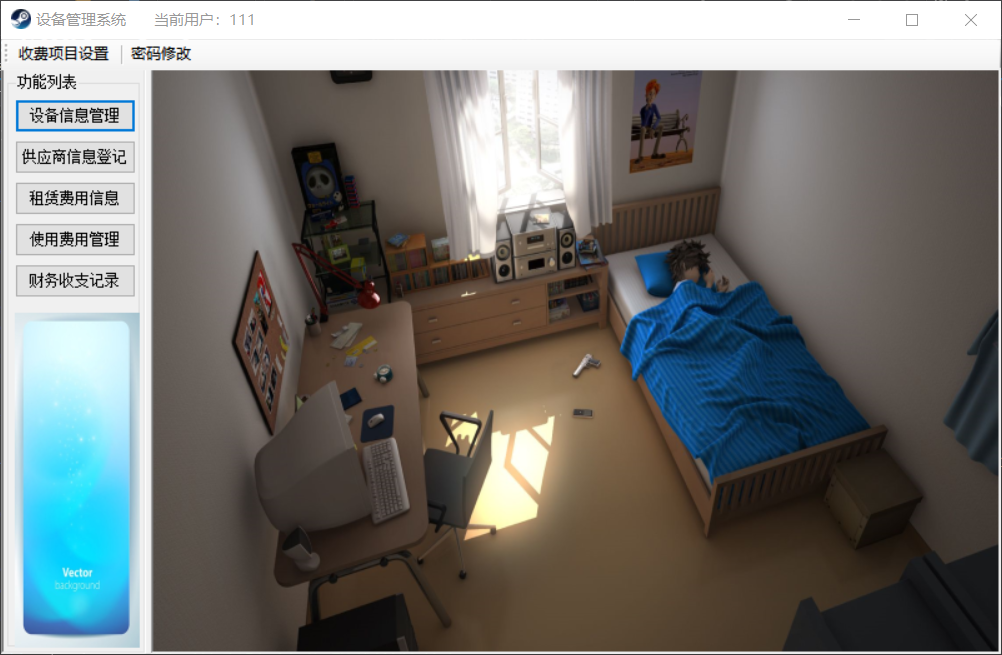 设备管理系统 当前用户：111
收费项目设置 密码修改
功能列表
设备信息管理
供应商信息登记
租赁费用信息
使用费用管理
财务收支记录
Vector
background